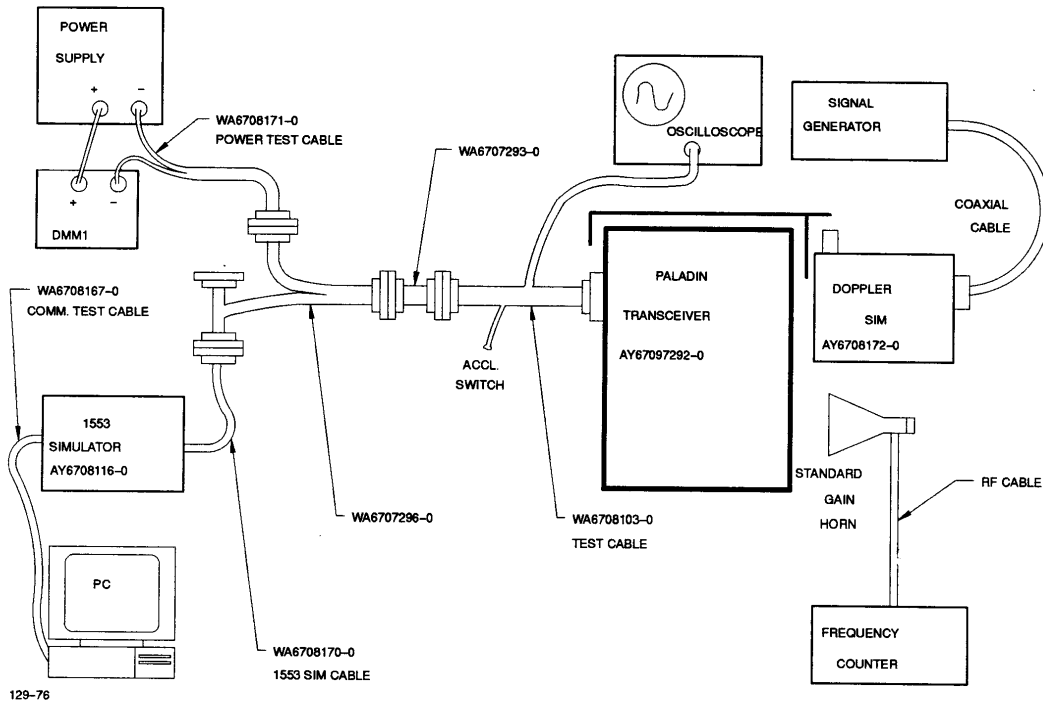 POWER
SUPPLY
+ −
WA6708171-0
POWER TEST CABLE
+ −
DMM1
WA6707293-0
OSCILLOSCOPE
SIGNAL
GENERATOR
COAXIAL
CABLE
WA6708167-0
COMM. TEST CABLE
PALADIN
TRANSCEIVER
AY67097292-0
DOPPLER
SIM
AY6708172-0
ACCL.
SWITCH
1553
SIMULATOR
AY6708116-0
STANDARD
GAIN
HORN
RF CABLE
WA6707296-0
WA6708103-0
TEST CABLE
PC
WA6708170-0
1553 SIM CABLE
FREQUENCY
COUNTER
129-76